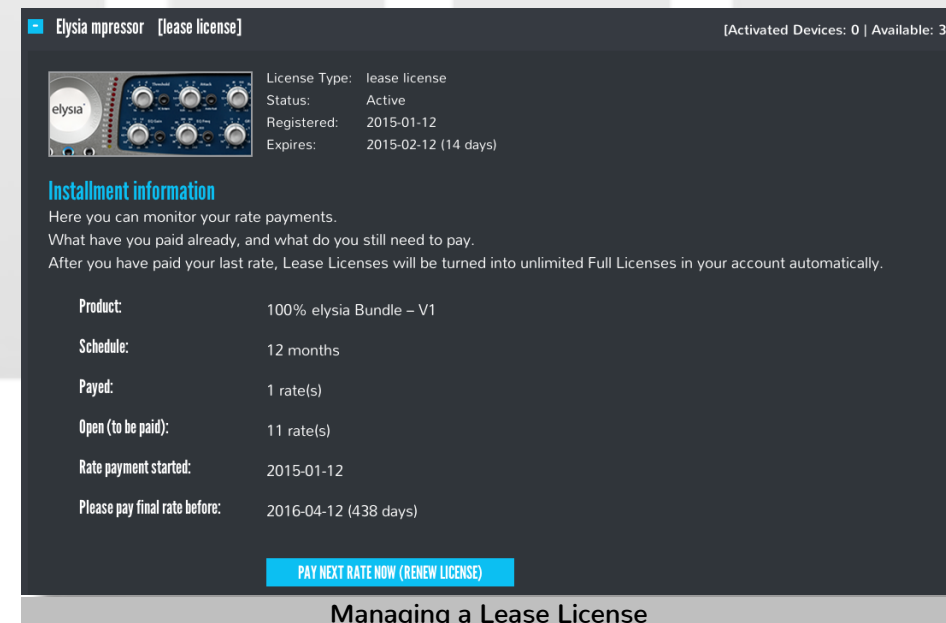 - Elysia mpressor [lease license] [Activated Devices: 0 | Available: 3
elysia
License Type: lease license
Status: Active
Registered: 2015-01-12
Expires: 2015-02-12 (14 days)
Installment information
Here you can monitor your rate payments.
What have you paid already, and what do you still need to pay.
After you have paid your last rate, Lease Licenses will be turned into unlimited Full Licenses in your account automatically.
Product: 100% elysia Bundle – V1
Schedule: 12 months
Payed: 1 rate(s)
Open (to be paid): 11 rate(s)
Rate payment started: 2015-01-12
Please pay final rate before: 2016-04-12 (438 days)
PAY NEXT RATE NOW (RENEW LICENSE)
Managing a Lease License